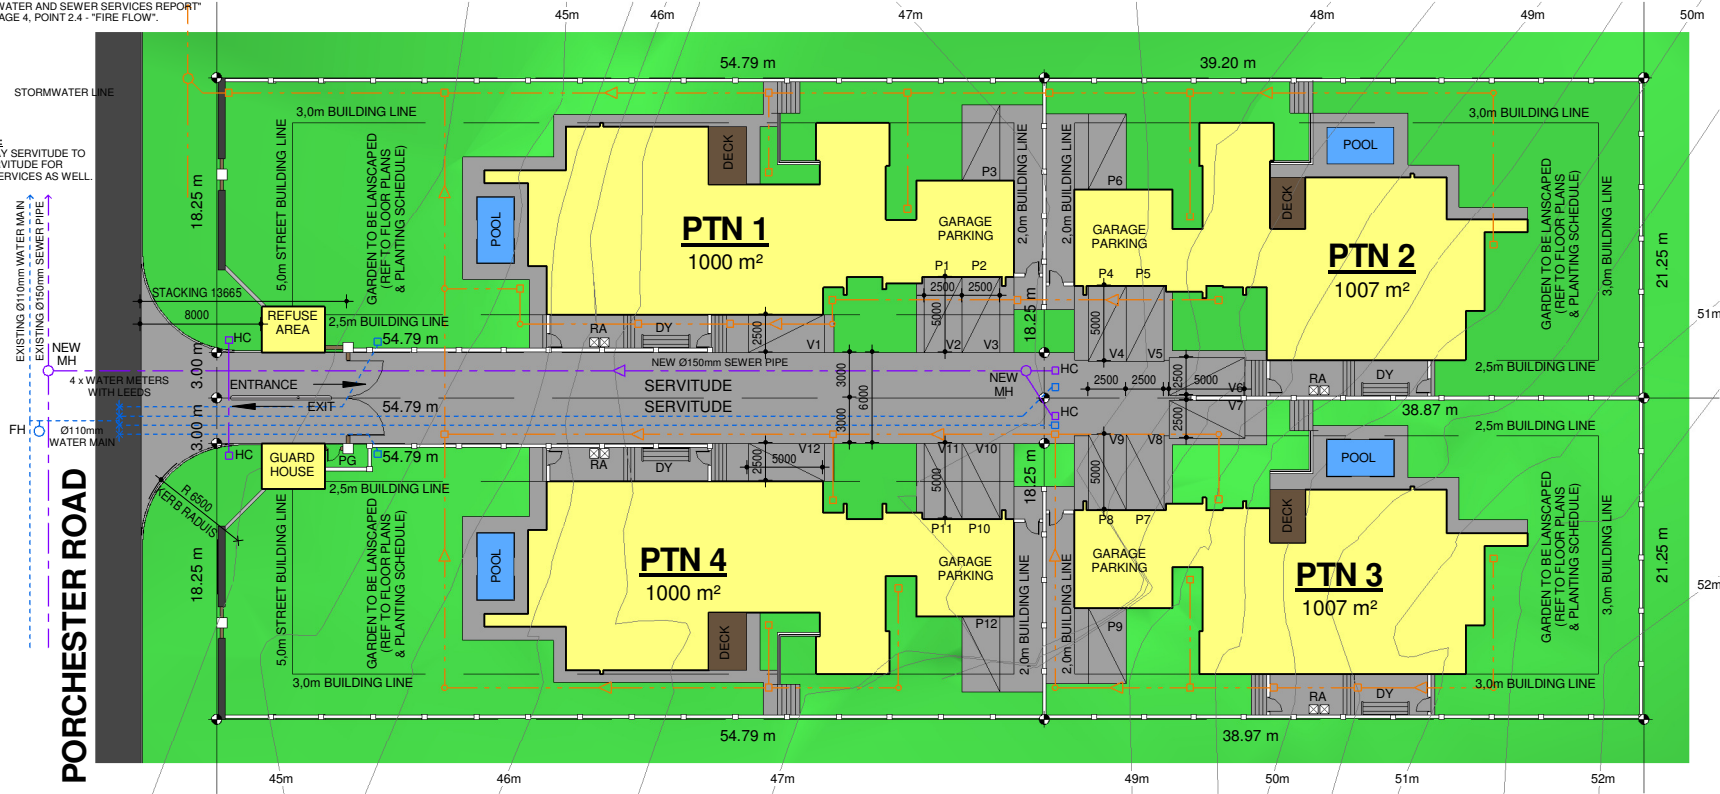 WATER AND SEWER SERVICES REPORT"
AGE 4, POINT 2.4 - "FIRE FLOW".
45m
46m
47m
48m
49m
50m
54.79 m
39.20 m
STORMWATER LINE
3,0m BUILDING LINE
3,0m BUILDING LINE
Y SERVITUDE TO
RVITUDE FOR
ERVICES AS WELL.
EXISTING Ø110mm WATER MAIN
EXISTING Ø150mm SEWER PIPE
18.25 m
5,0m STREET BUILDING LINE
GARDEN TO BE LANSCAPED
(REF TO FLOOR PLANS
& PLANTING SCHEDULE)
POOL
DECK
PTN 1
1000 m²
P3
GARAGE
PARKING
P1
P2
2500
2500
5000
2,0m BUILDING LINE
2,0m BUILDING LINE
P6
GARAGE
PARKING
P4
P5
5000
DECK
POOL
PTN 2
1007 m²
GARDEN TO BE LANSCAPED
(REF TO FLOOR PLANS
& PLANTING SCHEDULE)
3,0m BUILDING LINE
21.25 m
51m
STACKING 13665
8000
REFUSE
AREA
2,5m BUILDING LINE
HC
54.79 m
RA
DY
2500
V1
V2
V3
18.25 m
V4
V5
2500
2500
2500
5000
V6
V7
2500
RA
DY
2,5m BUILDING LINE
NEW
MH
3.00 m
4 x WATER METERS
WITH LEEDS
ENTRANCE
EXIT
NEW Ø150mm SEWER PIPE
SERVITUDE
SERVITUDE
54.79 m
3000
3000
6000
NEW
MH
HC
HC
38.87 m
FH
Ø110mm
WATER MAIN
3.00 m
HC
GUARD
HOUSE
PG
54.79 m
2,5m BUILDING LINE
RA
DY
2500
5000
V12
V11
V10
5000
18.25 m
V9
V8
5000
2,5m BUILDING LINE
POOL
R 6500
KERB RADUIS
PORCHESTER ROAD
18.25 m
5,0m STREET BUILDING LINE
GARDEN TO BE LANSCAPED
(REF TO FLOOR PLANS
& PLANTING SCHEDULE)
POOL
PTN 4
1000 m²
DECK
P11
P10
GARAGE
PARKING
P12
2,0m BUILDING LINE
2,0m BUILDING LINE
P8
P7
GARAGE
PARKING
P9
DECK
PTN 3
1007 m²
GARDEN TO BE LANSCAPED
(REF TO FLOOR PLANS
& PLANTING SCHEDULE)
3,0m BUILDING LINE
21.25 m
52m
3,0m BUILDING LINE
3,0m BUILDING LINE
RA
DY
54.79 m
38.97 m
45m
46m
47m
49m
50m
51m
52m